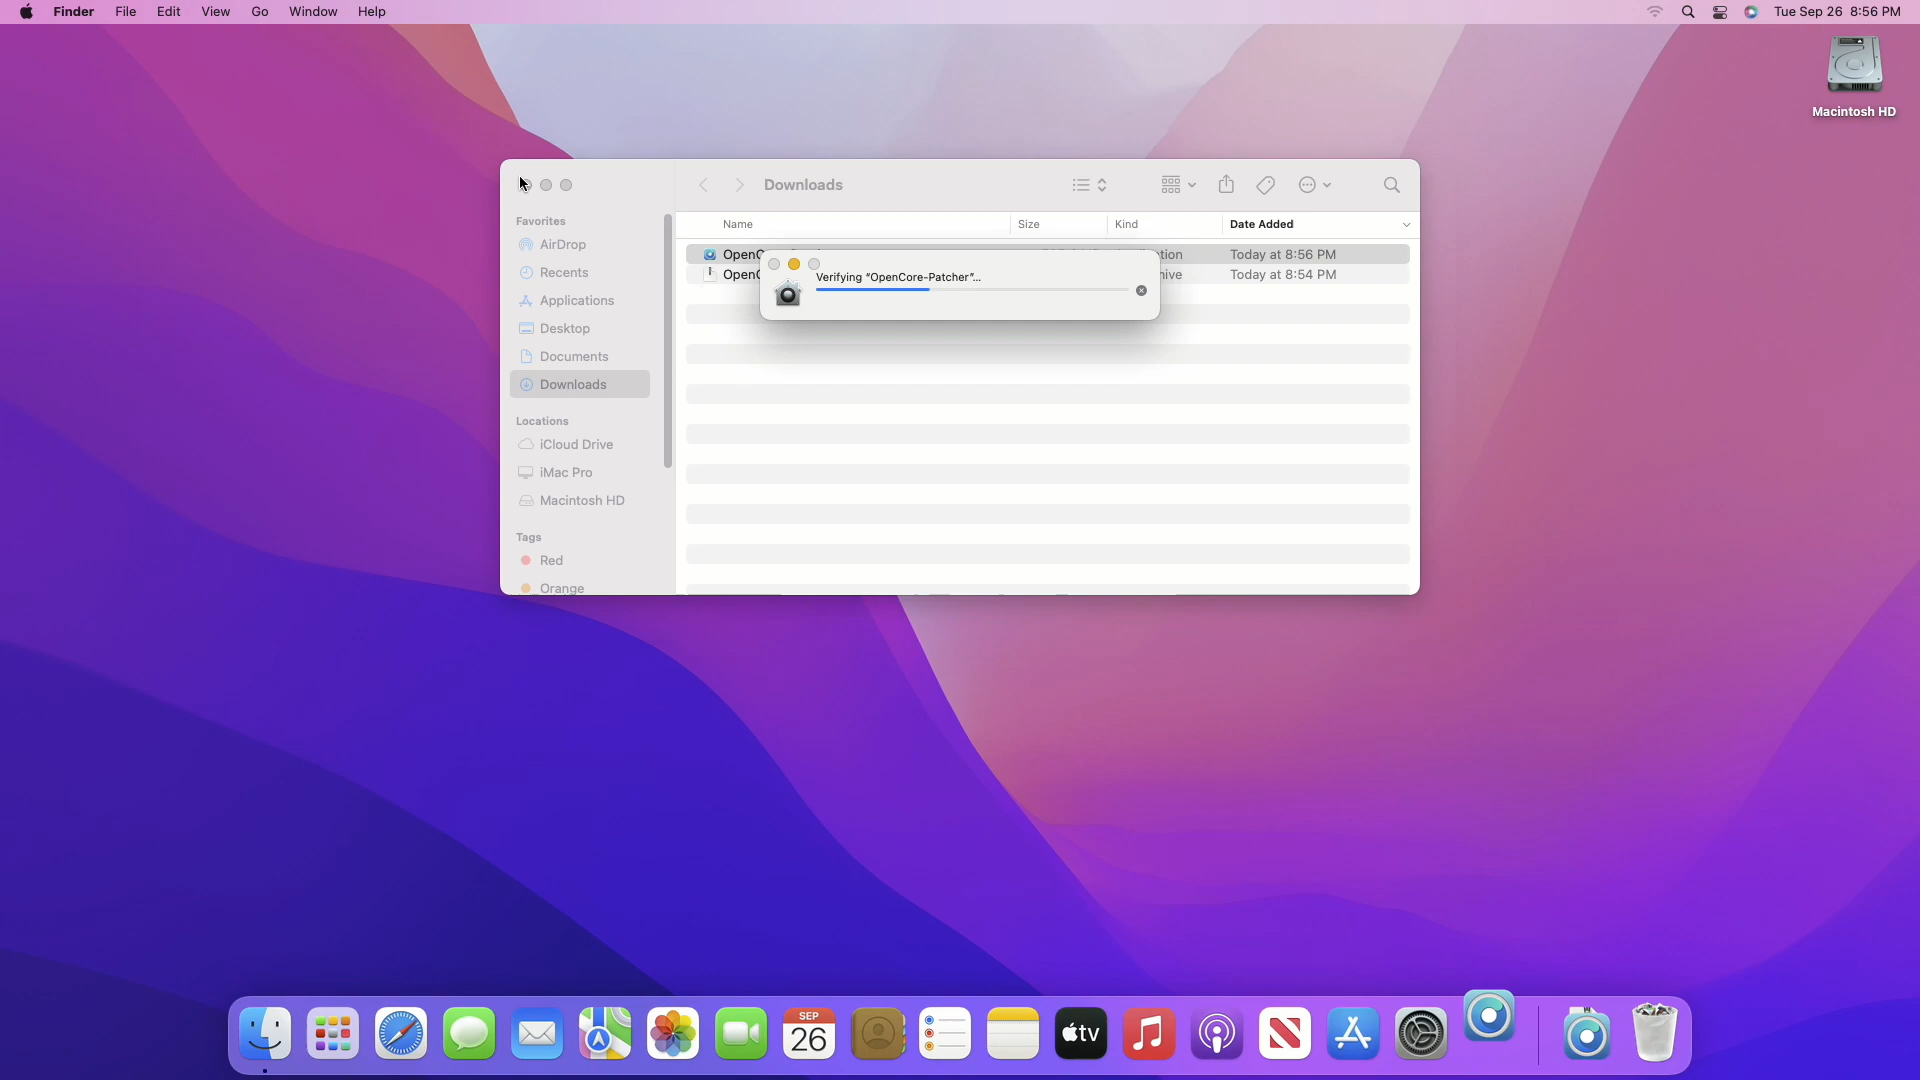 Finder File Edit View Go Window Help
Tue Sep 26 8:56 PM
Macintosh HD
Downloads
Name Size Kind Date Added
Today at 8:56 PM
Today at 8:54 PM
Verifying “OpenCore-Patcher”...
Favorites
AirDrop
Recents
Applications
Desktop
Documents
Downloads
Locations
iCloud Drive
iMac Pro
Macintosh HD
Tags
Red
Orange
SEP
26
tv